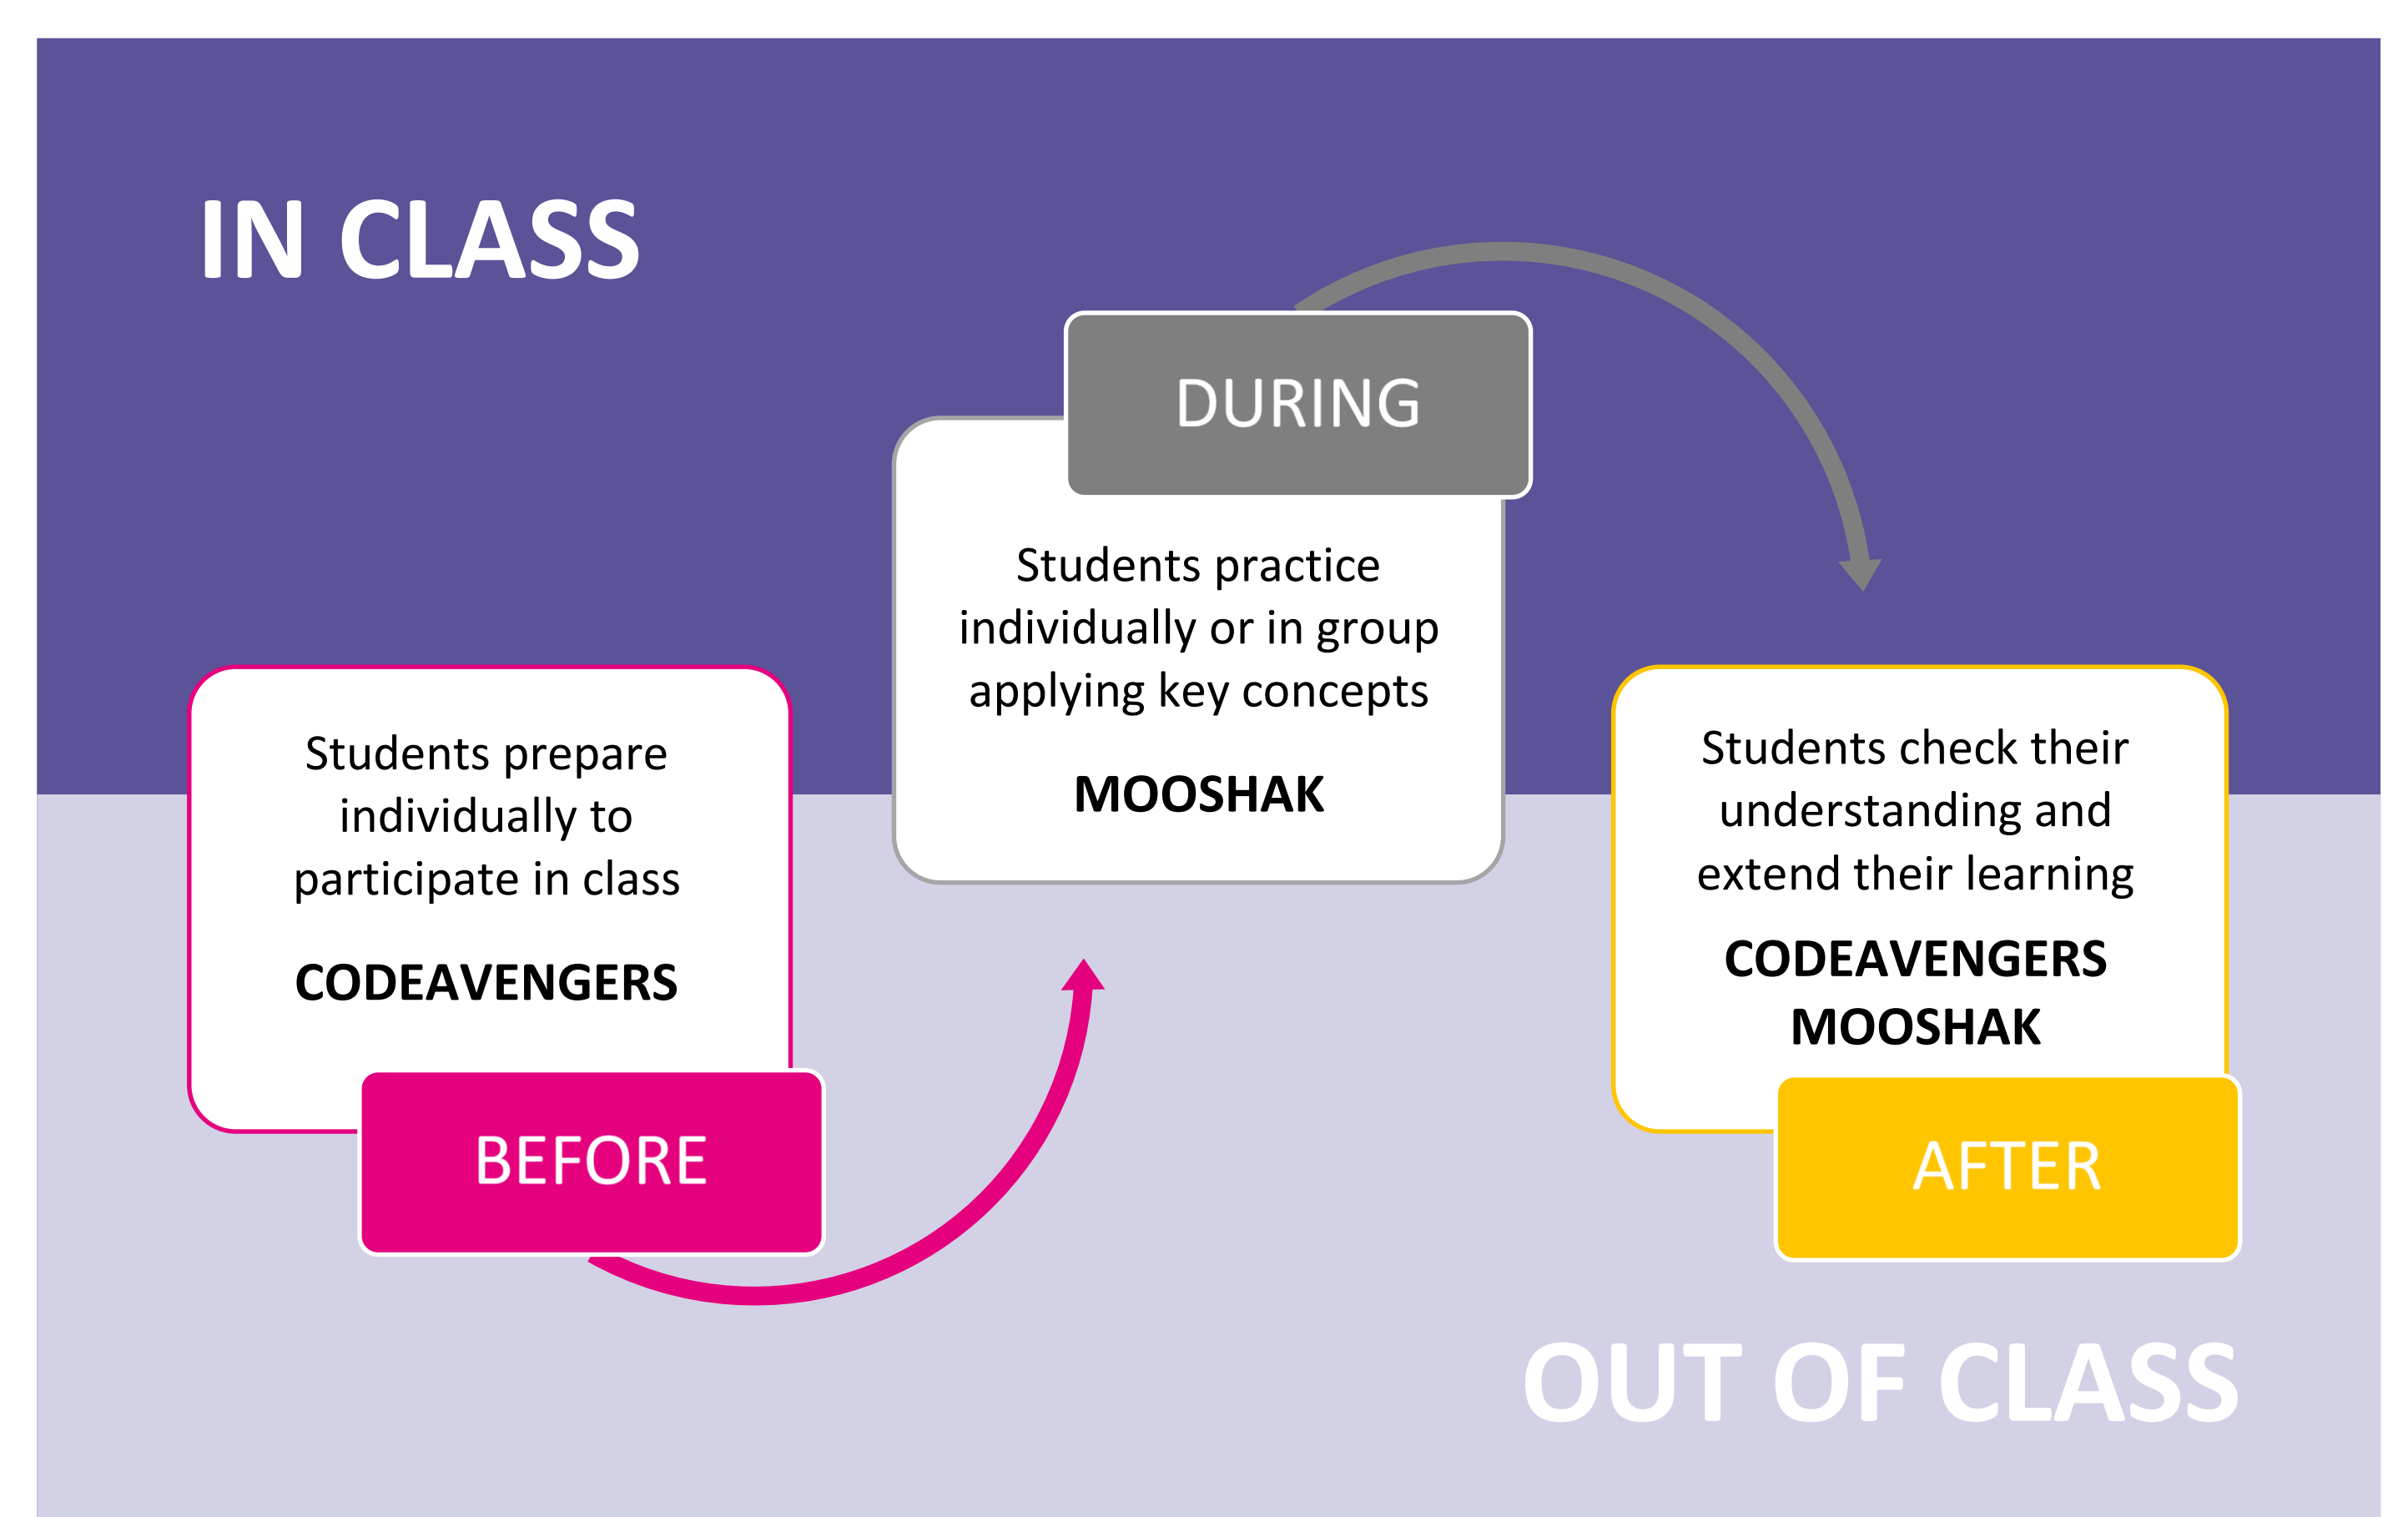 IN CLASS
DURING
Students practice
individually or in group
applying key concepts
MOOSHAK
Students prepare
individually to
participate in class
CODEAVENGERS
BEFORE
Students check their
understanding and
extend their learning
CODEAVENGERS
MOOSHAK
AFTER
OUT OF CLASS